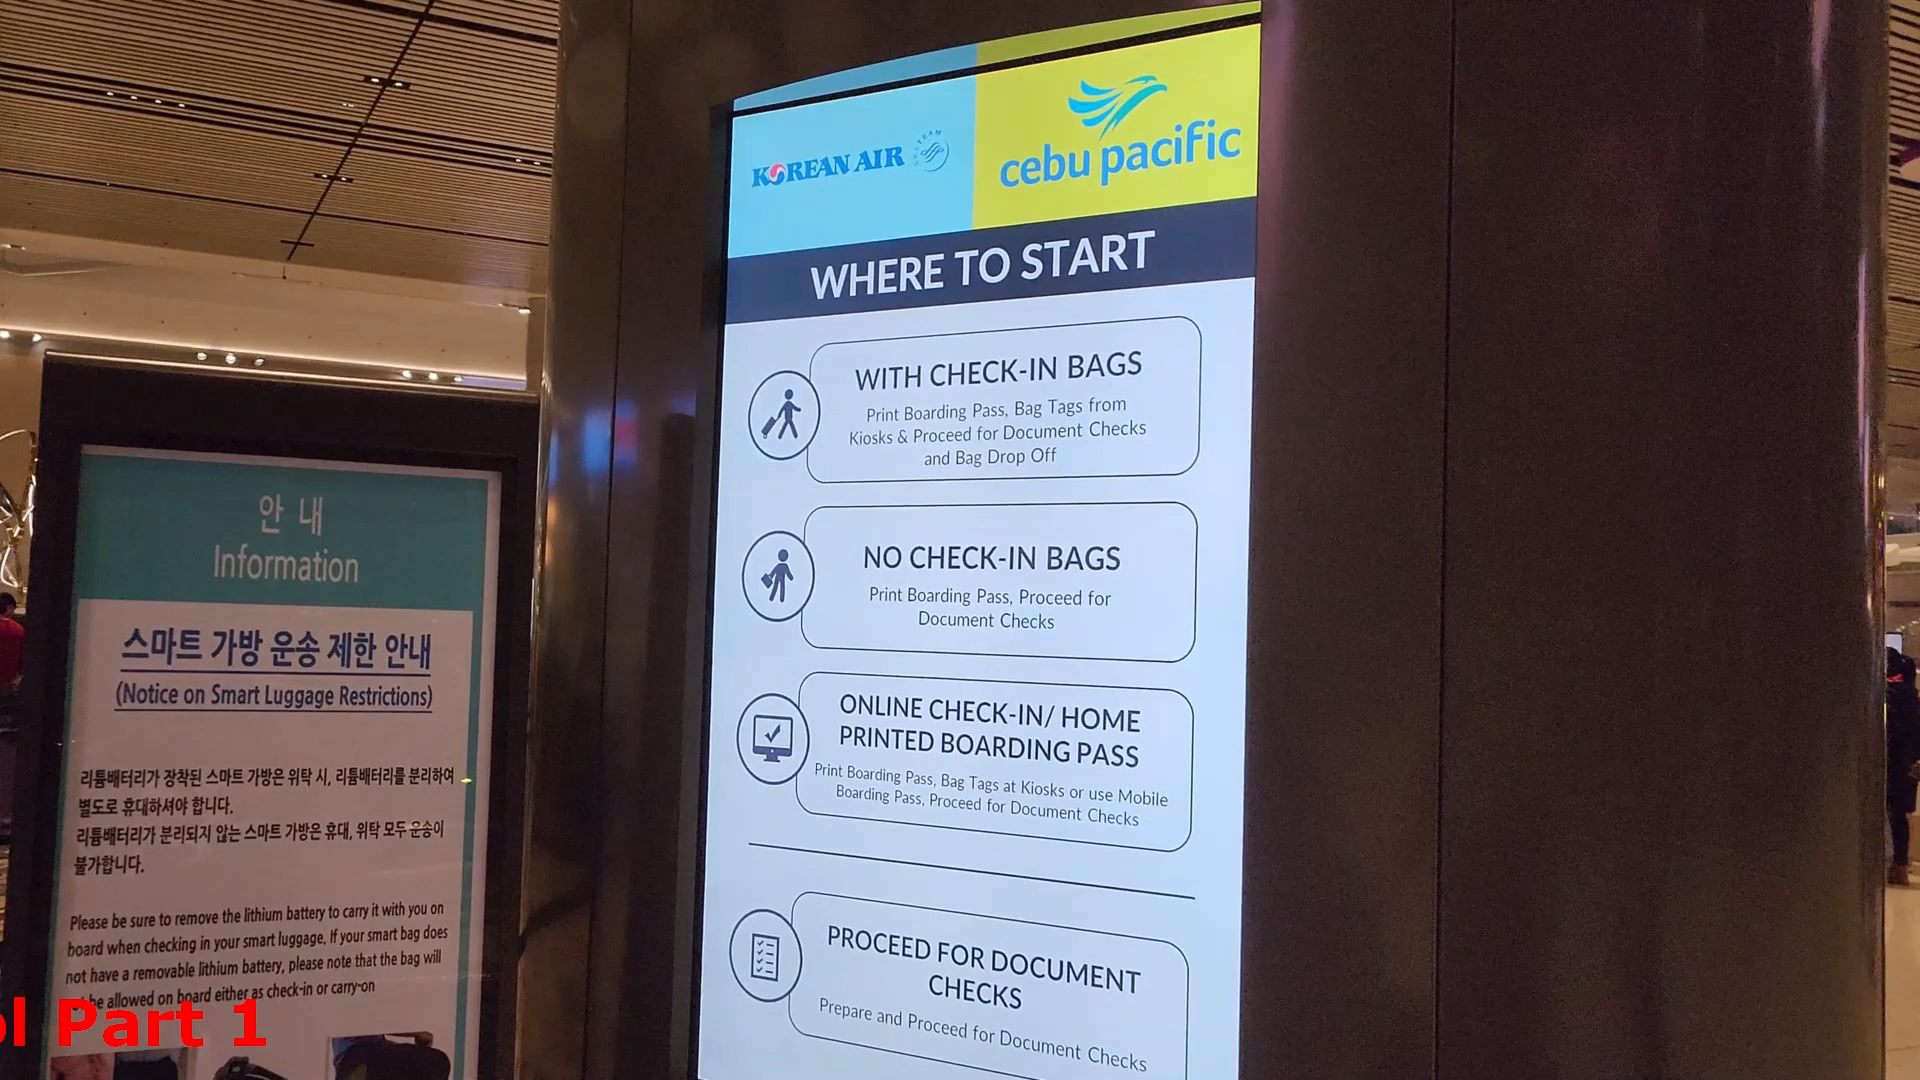 KOREAN AIR
SKYTEAM
cebu pacific
WHERE TO START
WITH CHECK-IN BAGS
Print Boarding Pass, Bag Tags from
Kiosks & Proceed for Document Checks
and Bag Drop Off
NO CHECK-IN BAGS
Print Boarding Pass, Proceed for
Document Checks
ONLINE CHECK-IN/ HOME
PRINTED BOARDING PASS
Print Boarding Pass, Bag Tags at Kiosks or use Mobile
Boarding Pass, Proceed for Document Checks
PROCEED FOR DOCUMENT
CHECKS
Prepare and Proceed for Document Checks
안 내
Information
스마트 가방 운송 제한 안내
(Notice on Smart Luggage Restrictions)
리튬배터리가 장착된 스마트 가방은 위탁 시, 리튬배터리를 분리하여
별도로 휴대하셔야 합니다.
리튬배터리가 분리되지 않는 스마트 가방은 휴대, 위탁 모두 운송이
불가합니다.
Please be sure to remove the lithium battery to carry it with you on
board when checking in your smart luggage. If your smart bag does
not have a removable lithium battery, please note that the bag will
be allowed on board either as check-in or carry-on
Part 1